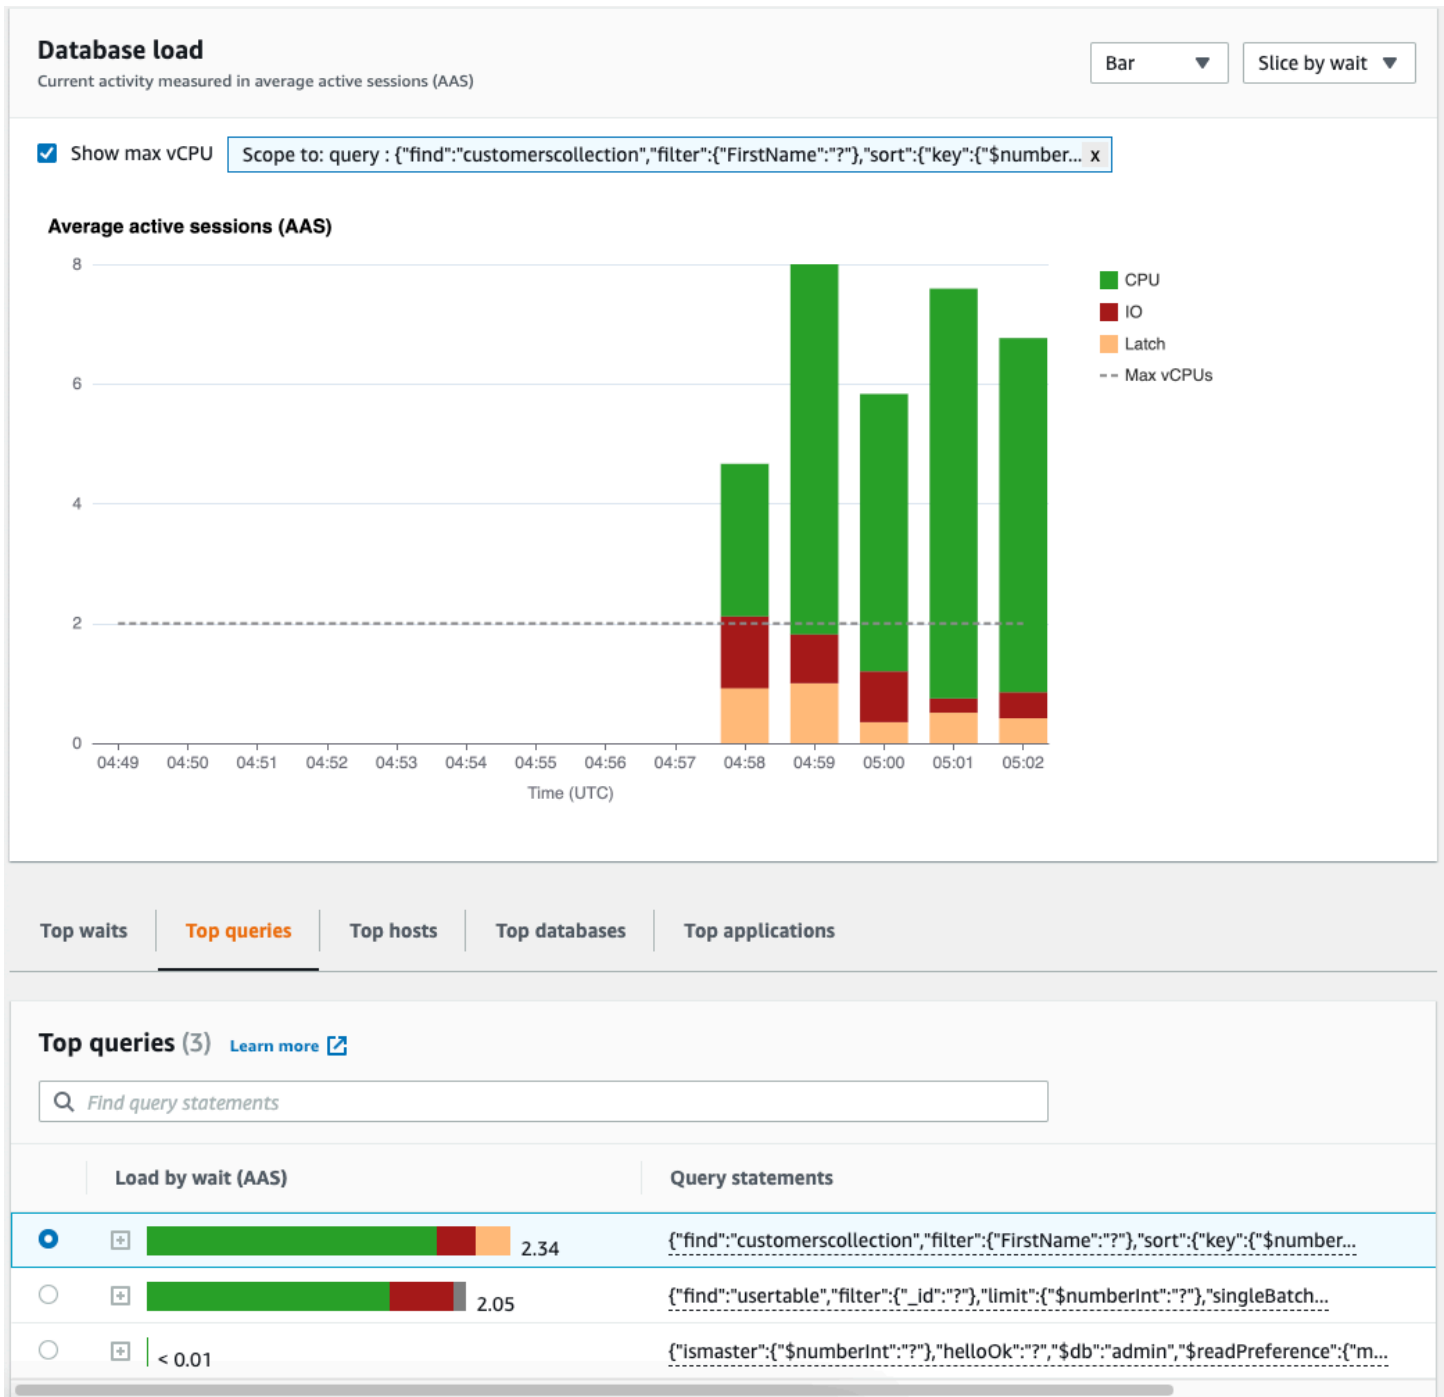 Database load
Current activity measured in average active sessions (AAS)
Bar
Slice by wait
Show max vCPU
Scope to: query : {"find":"customerscollection","filter":{"FirstName":"?"},"sort":{"key":{"$number... x
Average active sessions (AAS)
8
6
4
2
0
04:49 04:50 04:51 04:52 04:53 04:54 04:55 04:56 04:57 04:58 04:59 05:00 05:01 05:02
Time (UTC)
CPU
IO
Latch
Max vCPUs
Top waits Top queries Top hosts Top databases Top applications
Top queries (3) Learn more
Find query statements
Load by wait (AAS) Query statements
2.34 {"find":"customerscollection","filter":{"FirstName":"?"},"sort":{"key":{"$number...
2.05 {"find":"usertable","filter":{"_id":"?"},"limit":{"$numberInt":"?"},"singleBatch...
< 0.01 {"ismaster":{"$numberInt":"?"},"helloOk":"?","$db":"admin","$readPreference":{"m...